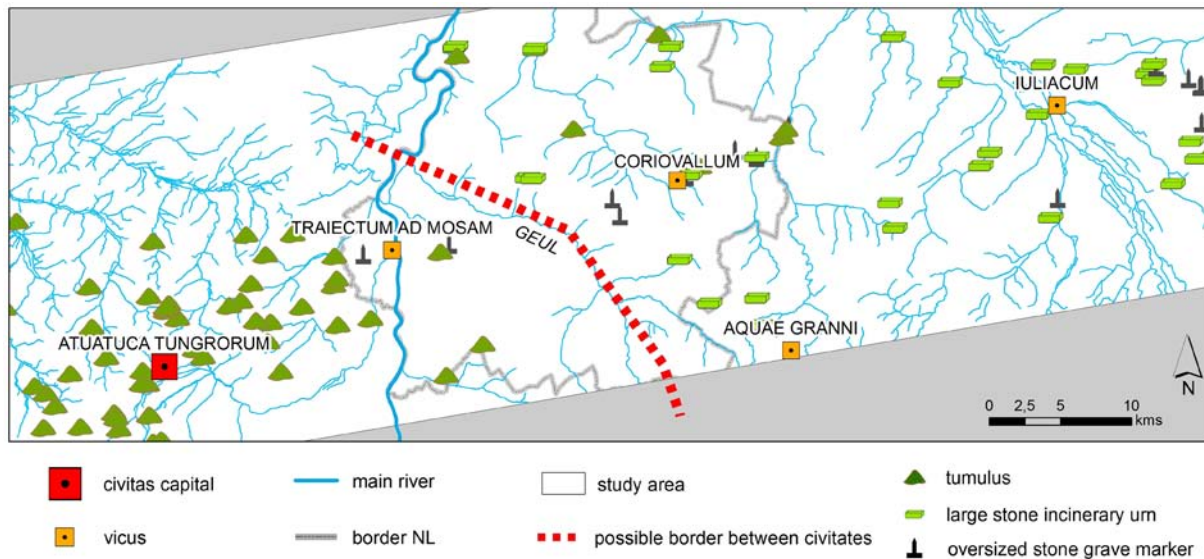 IULIACUM
CORIOVALLUM
TRAIECTUM AD MOSAM
GEUL
ATUATUCA TUNGRORUM
AQUAE GRANNI
N
0 2,5 5 10
kms
civitas capital
main river
study area
tumulus
vicus
border NL
possible border between civitates
large stone incinerary urn
oversized stone grave marker